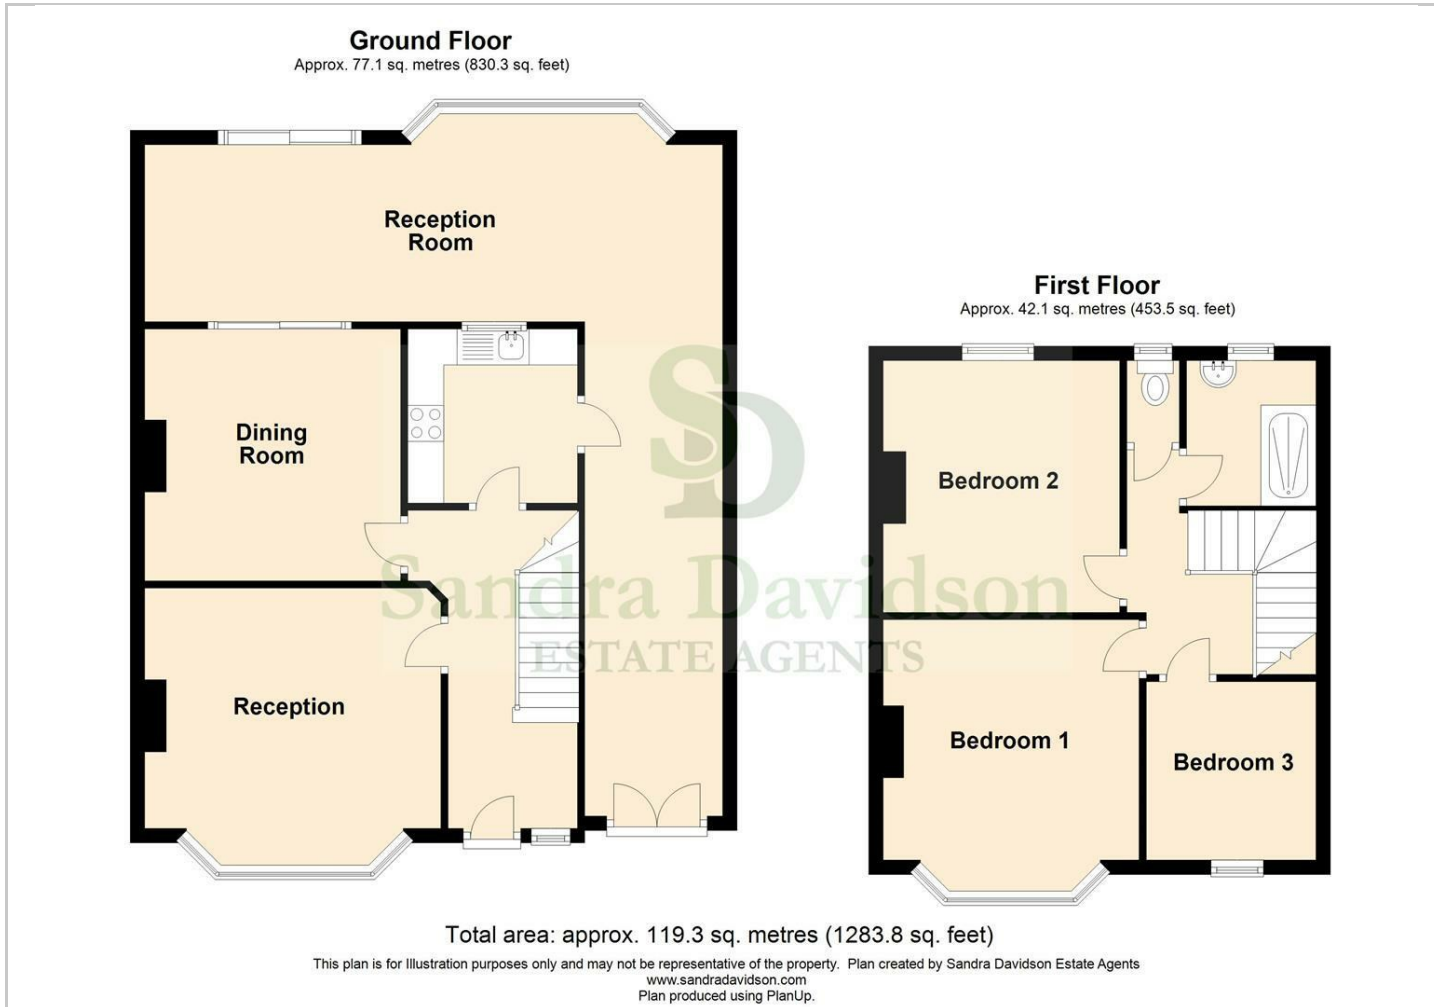 Ground Floor
Approx. 77.1 sq. metres (830.3 sq. feet)
Reception
Room
Dining
Room
Reception
First Floor
Approx. 42.1 sq. metres (453.5 sq. feet)
Bedroom 2
Bedroom 1
Bedroom 3
SD
Sandra Davidson
ESTATE AGENTS
Total area: approx. 119.3 sq. metres (1283.8 sq. feet)
This plan is for Illustration purposes only and may not be representative of the property. Plan created by Sandra Davidson Estate Agents
www.sandradavidson.com
Plan produced using PlanUp.